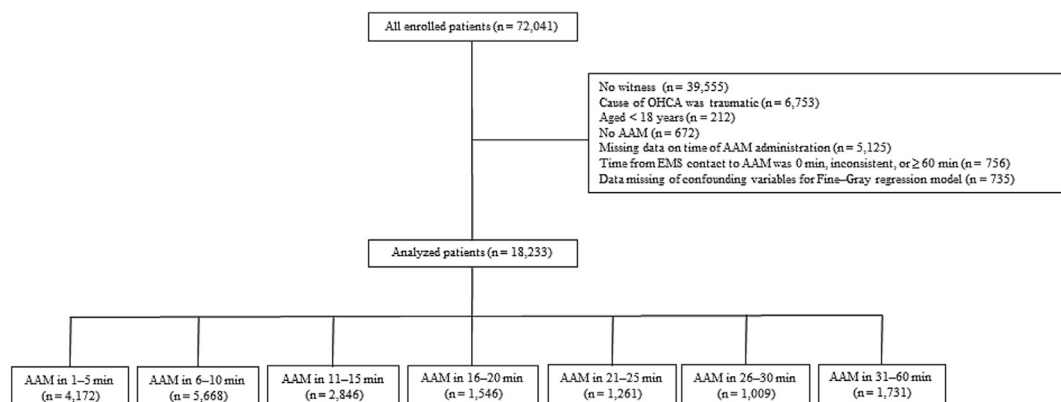 All enrolled patients (n = 72,041)
No witness (n = 39,555)
Cause of OHCA was traumatic (n = 6,753)
Aged < 18 years (n = 212)
No AAM (n = 672)
Missing data on time of AAM administration (n = 5,125)
Time from EMS contact to AAM was 0 min, inconsistent, or ≥ 60 min (n = 756)
Data missing of confounding variables for Fine–Gray regression model (n = 735)
Analyzed patients (n = 18,233)
AAM in 1–5 min
(n = 4,172)
AAM in 6–10 min
(n = 5,668)
AAM in 11–15 min
(n = 2,846)
AAM in 16–20 min
(n = 1,546)
AAM in 21–25 min
(n = 1,261)
AAM in 26–30 min
(n = 1,009)
AAM in 31–60 min
(n = 1,731)